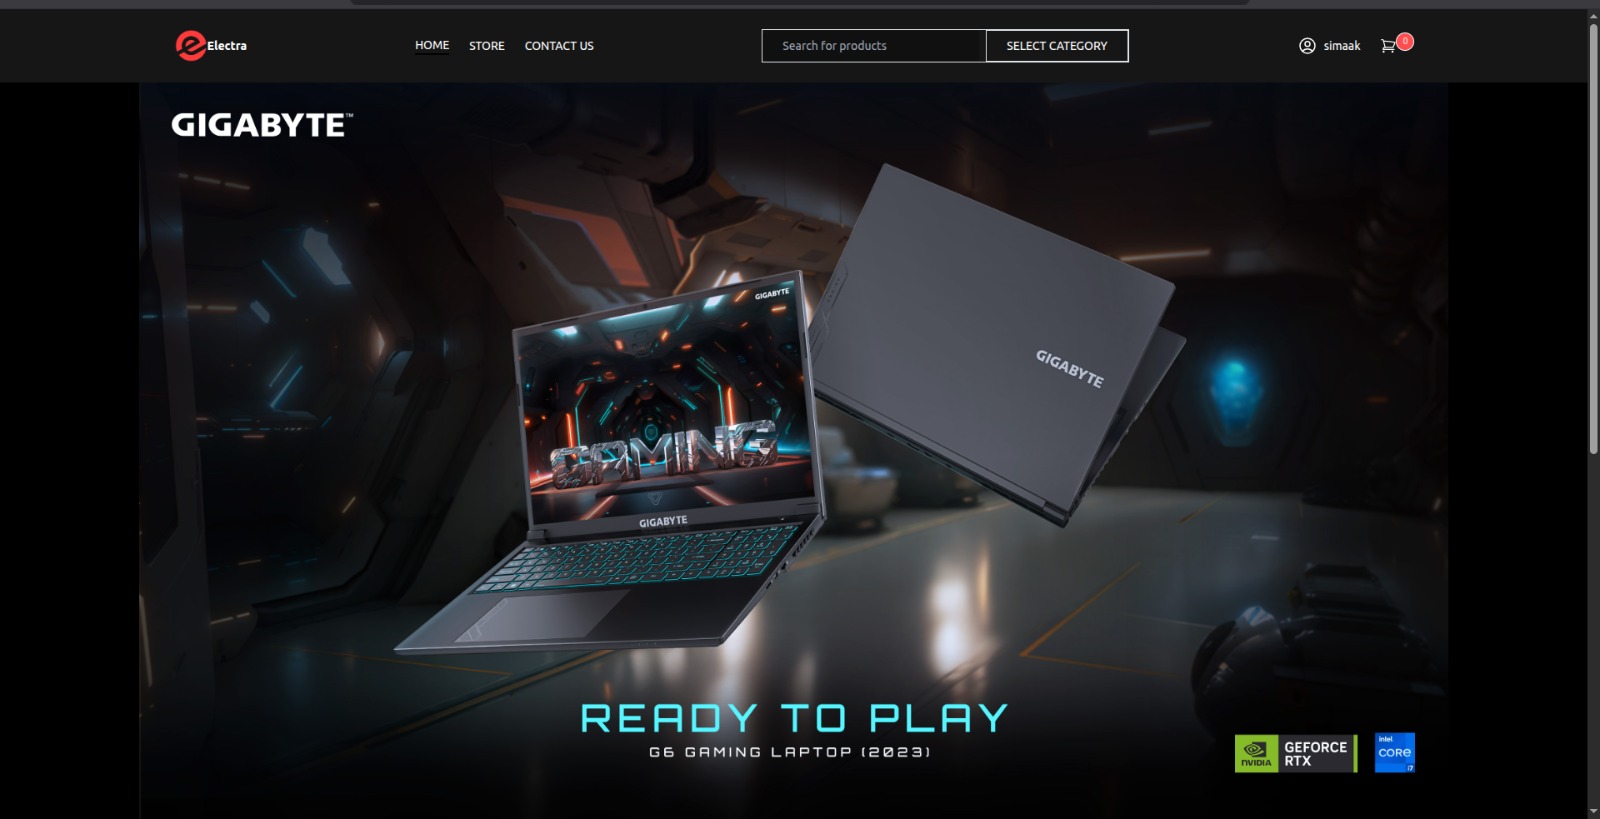 Electra
HOME
STORE
CONTACT US
Search for products
SELECT CATEGORY
simaak
0
GIGABYTE™
GIGABYTE
GAMING
GIGABYTE
GIGABYTE
READY TO PLAY
G6 GAMING LAPTOP (2023)
NVIDIA
GEFORCE
RTX
intel
CORE
i7